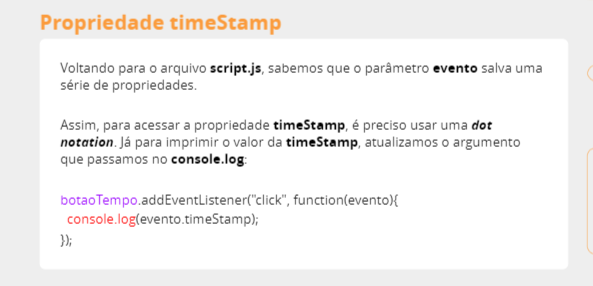 Propriedade timeStamp
Voltando para o arquivo script.js, sabemos que o parâmetro evento salva uma
série de propriedades.
Assim, para acessar a propriedade timeStamp, é preciso usar uma dot
notation. Já para imprimir o valor da timeStamp, atualizamos o argumento
que passamos no console.log:
botaoTempo.addEventListener("click", function(evento){
console.log(evento.timeStamp);
});